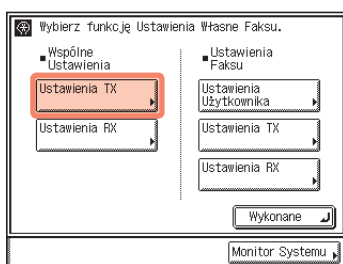 Wybierz funkcję Ustawienia Własne Faksu.
Wspólne
Ustawienia
Ustawienia TX
Ustawienia RX
Ustawienia
Faksu
Ustawienia
Użytkownika
Ustawienia TX
Ustawienia RX
Wykonane
Monitor Systemu